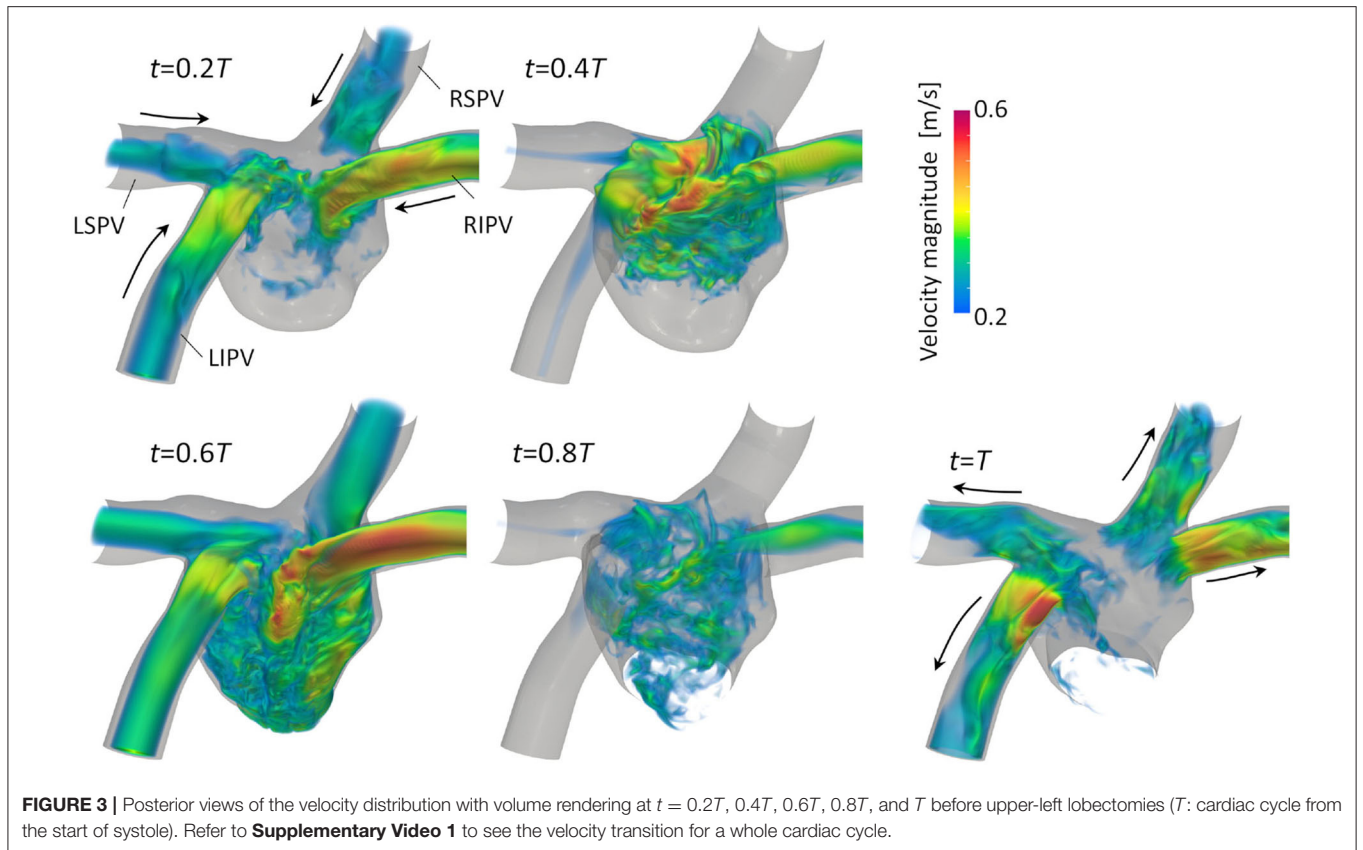 t=0.2T
RSPV
LSPV
RIPV
LIPV
t=0.4T
Velocity magnitude [m/s]
0.6
0.2
t=0.6T
t=0.8T
t=T
FIGURE 3 | Posterior views of the velocity distribution with volume rendering at t = 0.2T, 0.4T, 0.6T, 0.8T, and T before upper-left lobectomies (T: cardiac cycle from
the start of systole). Refer to Supplementary Video 1 to see the velocity transition for a whole cardiac cycle.